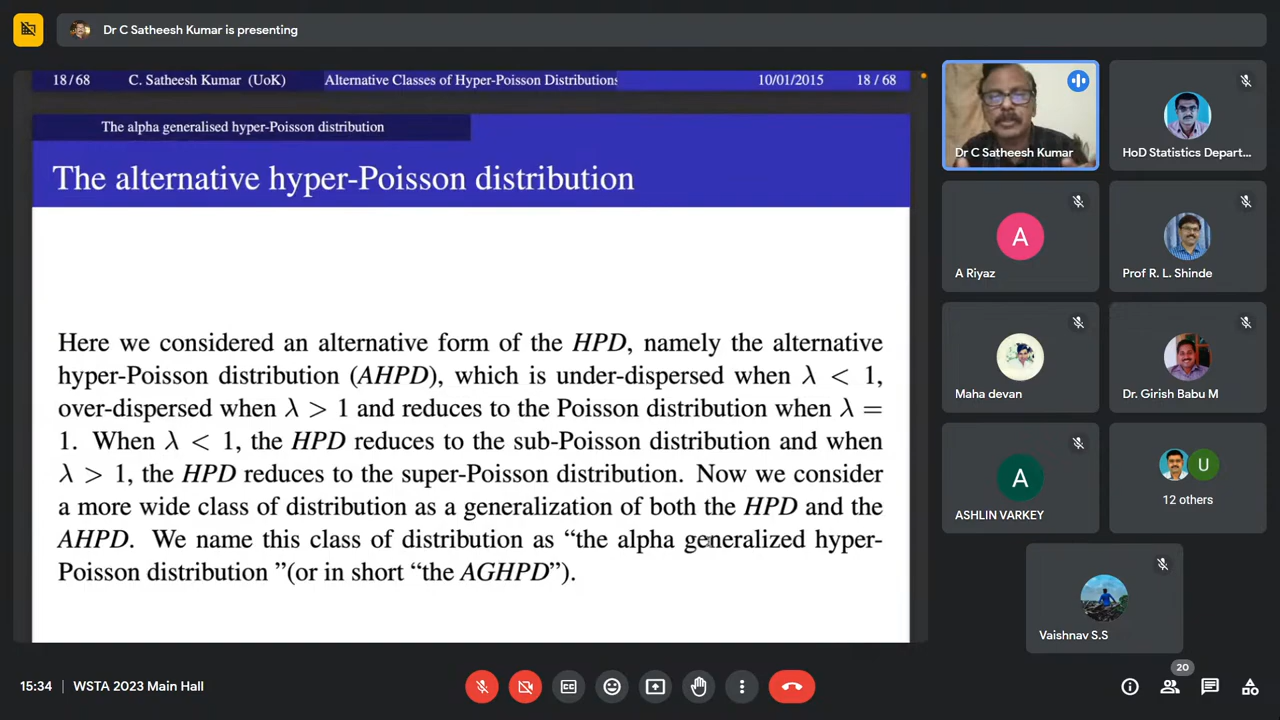 Dr C Satheesh Kumar is presenting
18 / 68 C. Satheesh Kumar (UoK) Alternative Classes of Hyper-Poisson Distributions 10/01/2015 18 / 68
The alpha generalised hyper-Poisson distribution
The alternative hyper-Poisson distribution
Here we considered an alternative form of the HPD, namely the alternative
hyper-Poisson distribution (AHPD), which is under-dispersed when λ < 1,
over-dispersed when λ > 1 and reduces to the Poisson distribution when λ =
1. When λ < 1, the HPD reduces to the sub-Poisson distribution and when
λ > 1, the HPD reduces to the super-Poisson distribution. Now we consider
a more wide class of distribution as a generalization of both the HPD and the
AHPD. We name this class of distribution as “the alpha generalized hyper-
Poisson distribution ”(or in short “the AGHPD”).
Dr C Satheesh Kumar
HoD Statistics Depart...
A
A Riyaz
Prof R. L. Shinde
Maha devan
Dr. Girish Babu M
A
ASHLIN VARKEY
U
12 others
Vaishnav S.S
15:34 | WSTA 2023 Main Hall
20